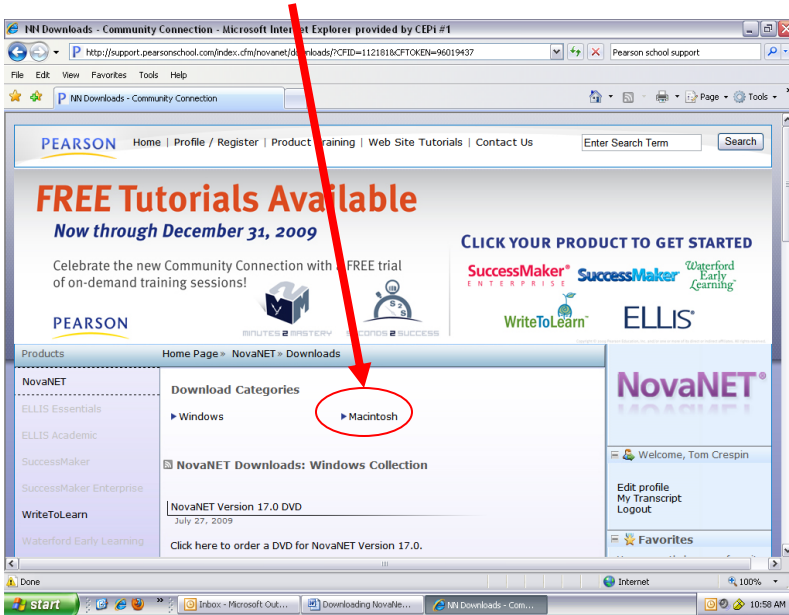 NN Downloads - Community Connection - Microsoft Internet Explorer provided by CEPi #1
http://support.pearsonschool.com/index.cfm/novanet/downloads/?CFID=112181&CFTOKEN=96019437
Pearson school support
File Edit View Favorites Tools Help
NN Downloads - Community Connection
Page
Tools
PEARSON
Home | Profile / Register | Product Training | Web Site Tutorials | Contact Us
Enter Search Term
Search
FREE Tutorials Available
Now through December 31, 2009
Celebrate the new Community Connection with a FREE trial
of on-demand training sessions!
PEARSON
MINUTES 2 MASTERY
SECONDS 2 SUCCESS
CLICK YOUR PRODUCT TO GET STARTED
SuccessMaker®
ENTERPRISE
SuccessMaker
Waterford
Early
Learning™
WriteToLearn™
ELLIS®
Products
Home Page » NovaNET » Downloads
NovaNET
ELLIS Essentials
ELLIS Academic
SuccessMaker
SuccessMaker Enterprise
WriteToLearn
Waterford Early Learning
Download Categories
Windows
Macintosh
NovaNET Downloads: Windows Collection
NovaNET Version 17.0 DVD
July 27, 2009
Click here to order a DVD for NovaNET Version 17.0.
NovaNET®
Welcome, Tom Crespin
Edit profile
My Transcript
Logout
Favorites
Done
Internet
100%
start
Inbox - Microsoft Out...
Downloading NovaNe...
NN Downloads - Com...
10:58 AM